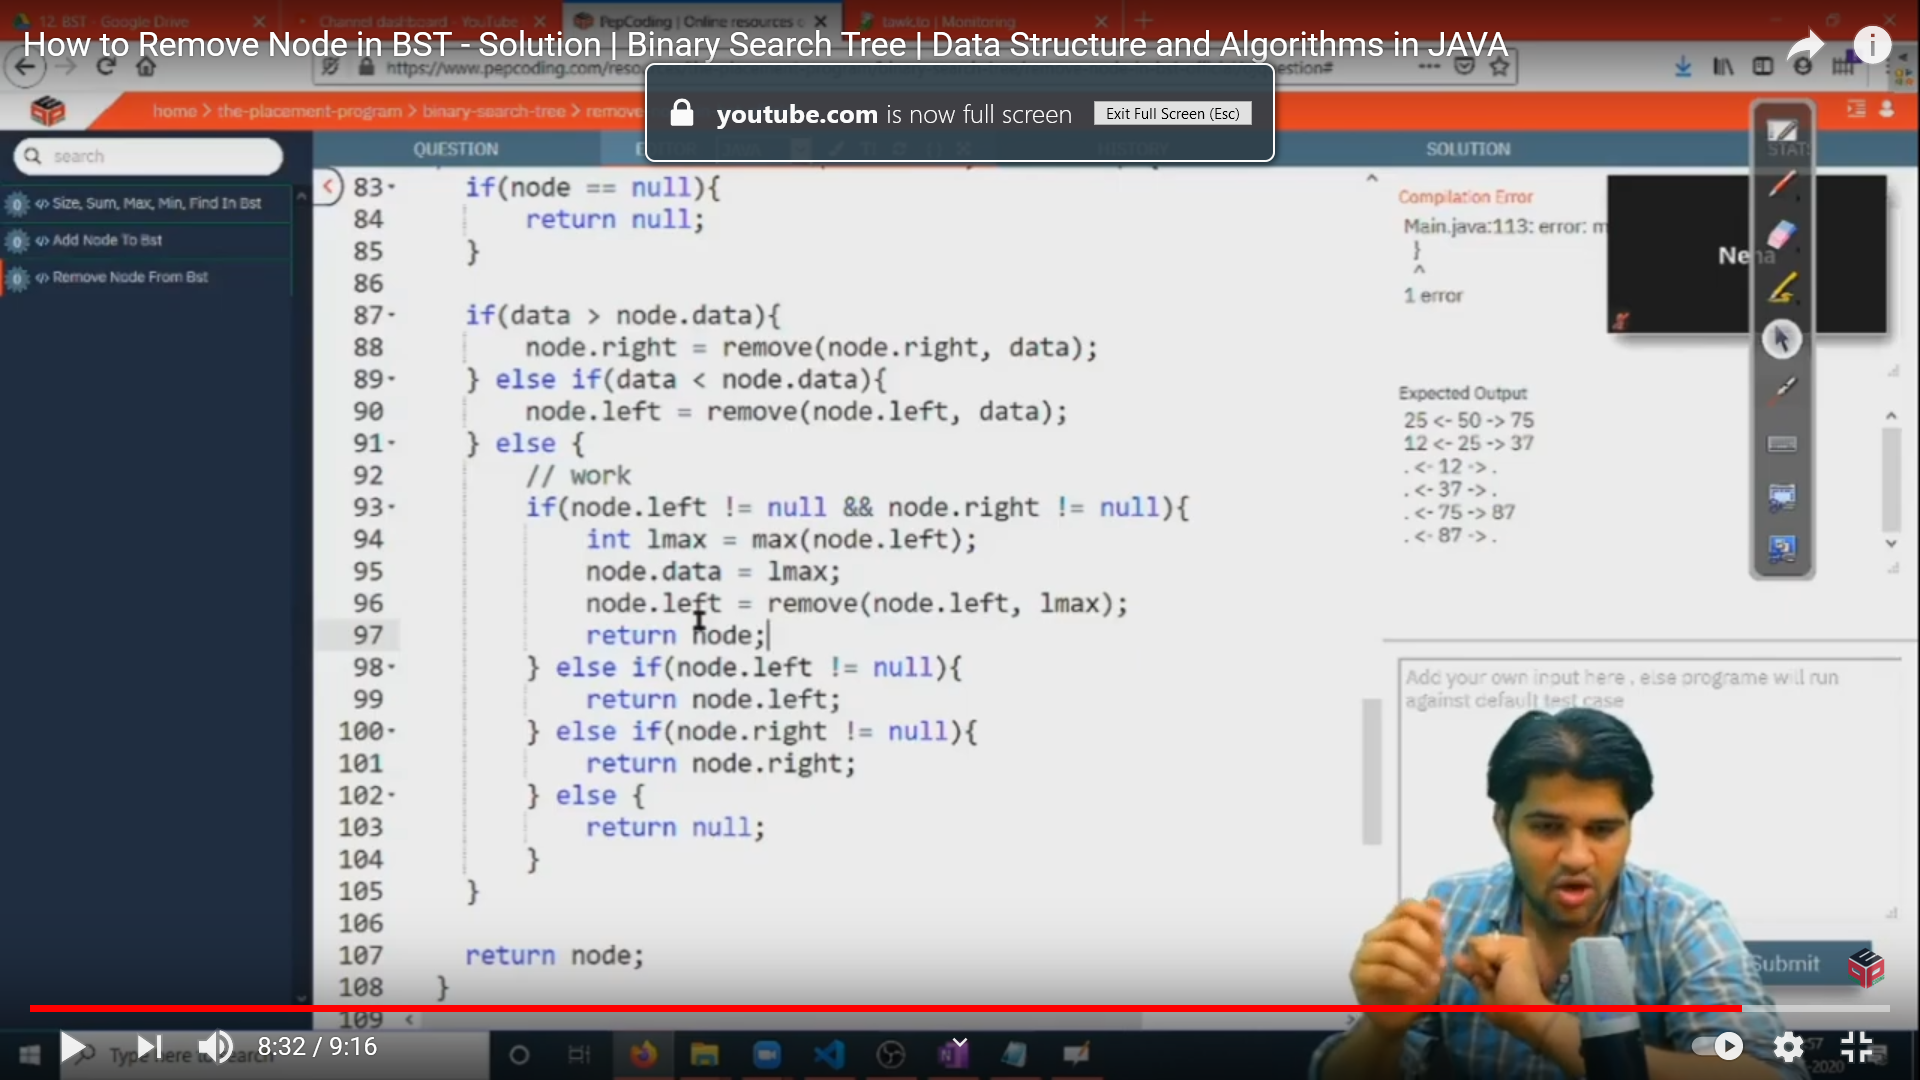 12. BST - Google Drive
Channel dashboard - YouTube
PepCoding | Online resources
tawk.to | Monitoring
How to Remove Node in BST - Solution | Binary Search Tree | Data Structure and Algorithms in JAVA
https://www.pepcoding.com/
youtube.com is now full screen
Exit Full Screen (Esc)
home > the-placement-program > binary-search-tree >
search
QUESTION
HISTORY
SOLUTION
Size, Sum, Max, Min, Find In Bst
Add Node To Bst
Remove Node From Bst
83 if(node == null){
84 return null;
85 }
86
87 if(data > node.data){
88 node.right = remove(node.right, data);
89 } else if(data < node.data){
90 node.left = remove(node.left, data);
91 } else {
92 // work
93 if(node.left != null && node.right != null){
94 int lmax = max(node.left);
95 node.data = lmax;
96 node.left = remove(node.left, lmax);
97 return node;
98 } else if(node.left != null){
99 return node.left;
100 } else if(node.right != null){
101 return node.right;
102 } else {
103 return null;
104 }
105 }
106
107 return node;
108 }
109
Compilation Error
Main.java:113: error:
}
^
1 error
Neha
Expected Output
25 <- 50 -> 75
12 <- 25 -> 37
. <- 12 -> .
. <- 37 -> .
. <- 75 -> 87
. <- 87 -> .
Add your own input here , else programe will run
against default test case
Submit
8:32 / 9:16
Type here to search